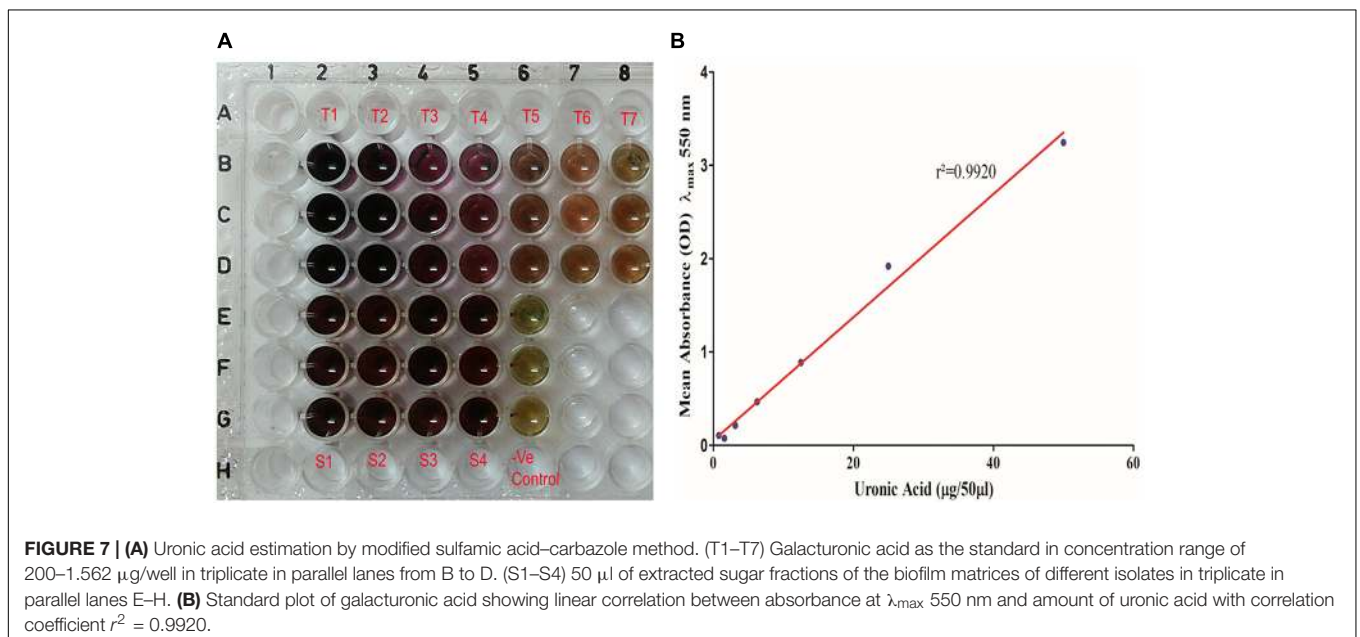 A
1 2 3 4 5 6 7 8
A T1 T2 T3 T4 T5 T6 T7
B
C
D
E
F
G
H S1 S2 S3 S4 -Ve
Control
B
Mean Absorbance (OD) λ max 550 nm
4
3
2
1
0
r²=0.9920
0 20 40 60
Uronic Acid (µg/50µl)
FIGURE 7 | (A) Uronic acid estimation by modified sulfamic acid–carbazole method. (T1–T7) Galacturonic acid as the standard in concentration range of
200–1.562 µg/well in triplicate in parallel lanes from B to D. (S1–S4) 50 µl of extracted sugar fractions of the biofilm matrices of different isolates in triplicate in
parallel lanes E–H. (B) Standard plot of galacturonic acid showing linear correlation between absorbance at λmax 550 nm and amount of uronic acid with correlation
coefficient r² = 0.9920.